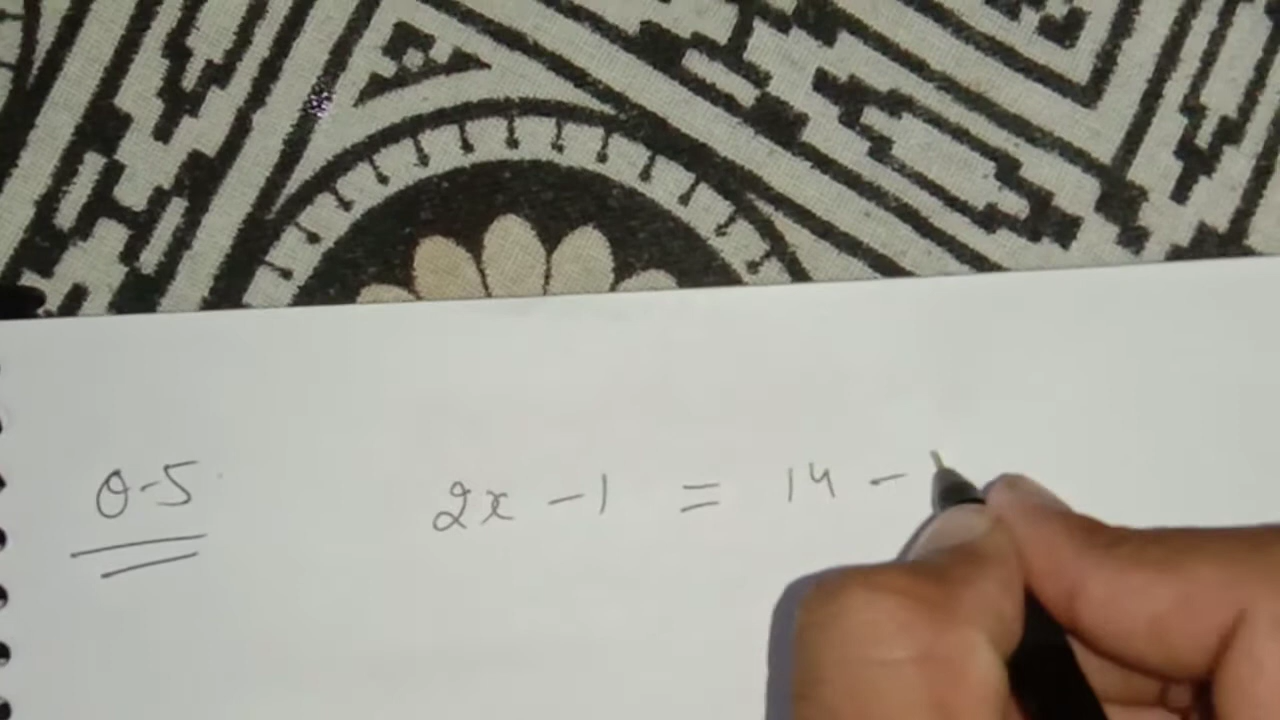 Q-5 2x - 1 = 14 -